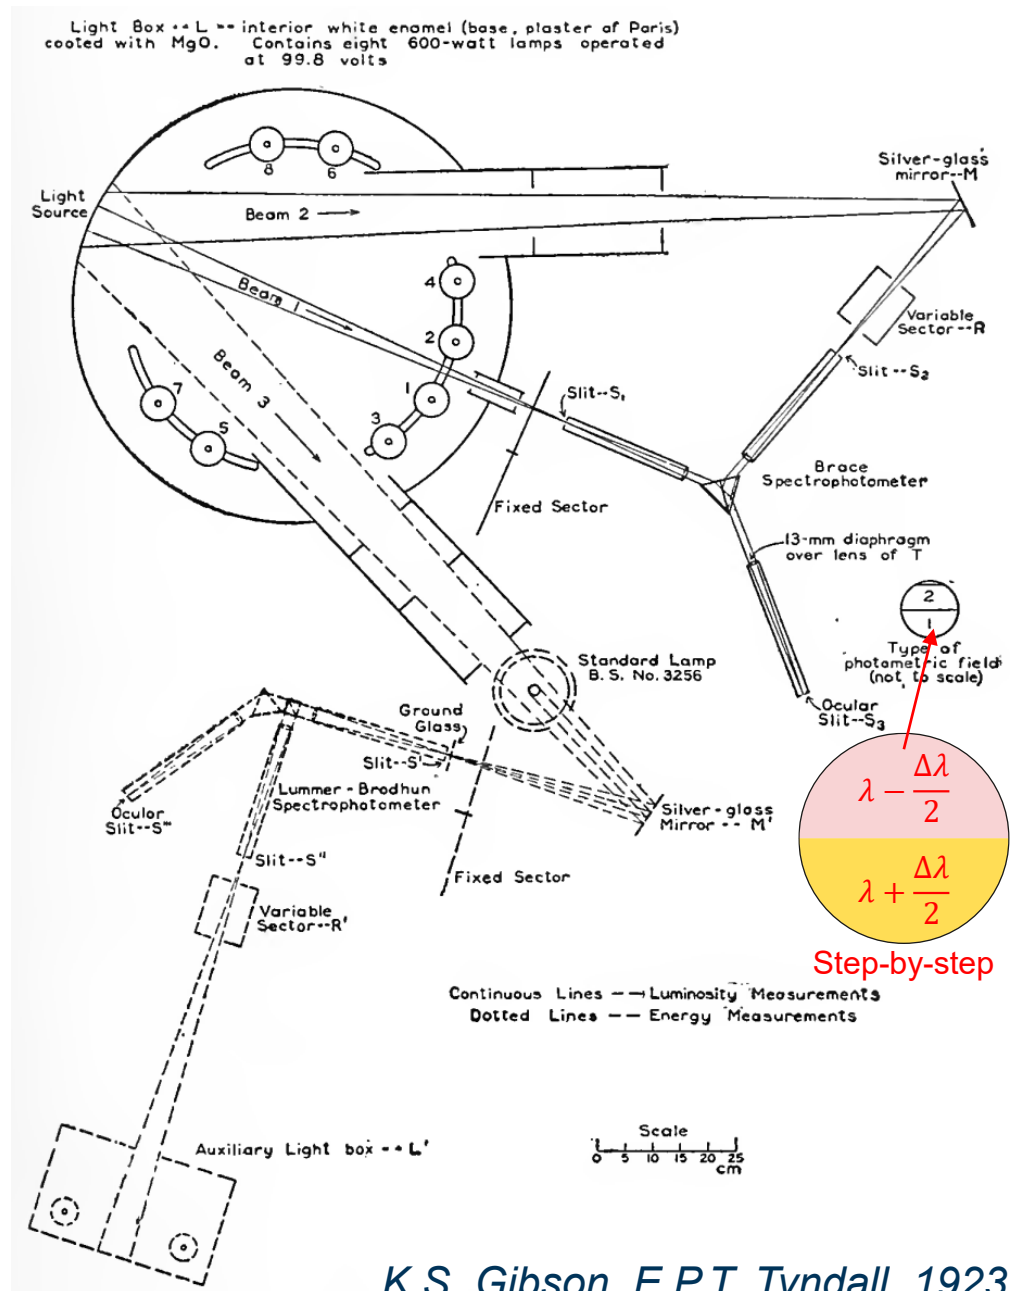 Light Box -- L -- interior white enamel (base, plaster of Paris)
cooted with MgO. Contains eight 600-watt lamps operated
at 99.8 volts
8
6
Silver-glass
mirror--M
Light
Source
Beam 2
4
Beam 1
2
Variable
Sector--R
Slit--S₂
Beam 3
7
1
Slit--S₁
3
5
Brace
Spectrophotometer
Fixed Sector
13-mm diaphragm
over lens of T
2
1
Type of
photometric field
(not to scale)
Standard Lamp
B. S. No. 3256
Ground
Glass
Ocular
Slit--S₃
Slit--S'
λ − Δλ/2
Lummer-Brodhun
Spectrophotometer
Silver-glass
Mirror -- M'
Ocular
Slit--S'''
Slit--S"
Fixed Sector
λ + Δλ/2
Variable
Sector--R'
Step-by-step
Continuous Lines -- Luminosity Measurements
Dotted Lines -- Energy Measurements
Auxiliary Light box -- L'
Scale
0 5 10 15 20 25
cm
K.S. Gibson, E.P.T. Tyndall, 1923